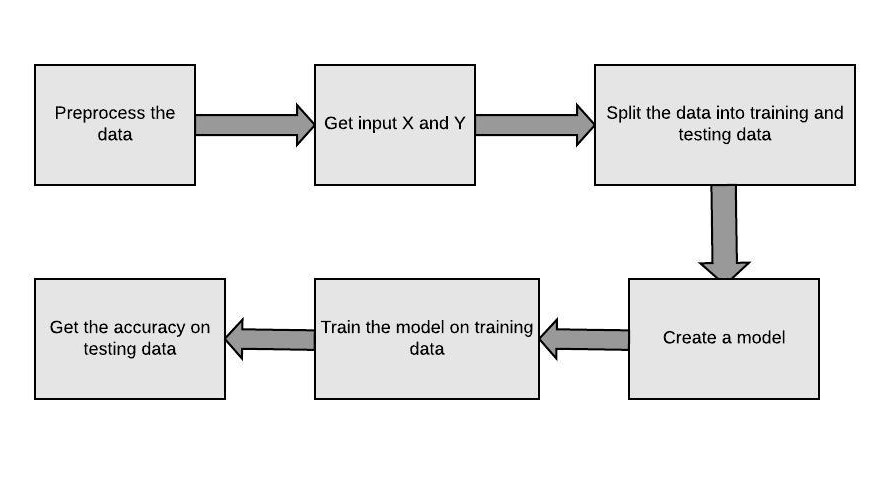 Preprocess the
data
Get input X and Y
Split the data into training and
testing data
Create a model
Train the model on training
data
Get the accuracy on
testing data